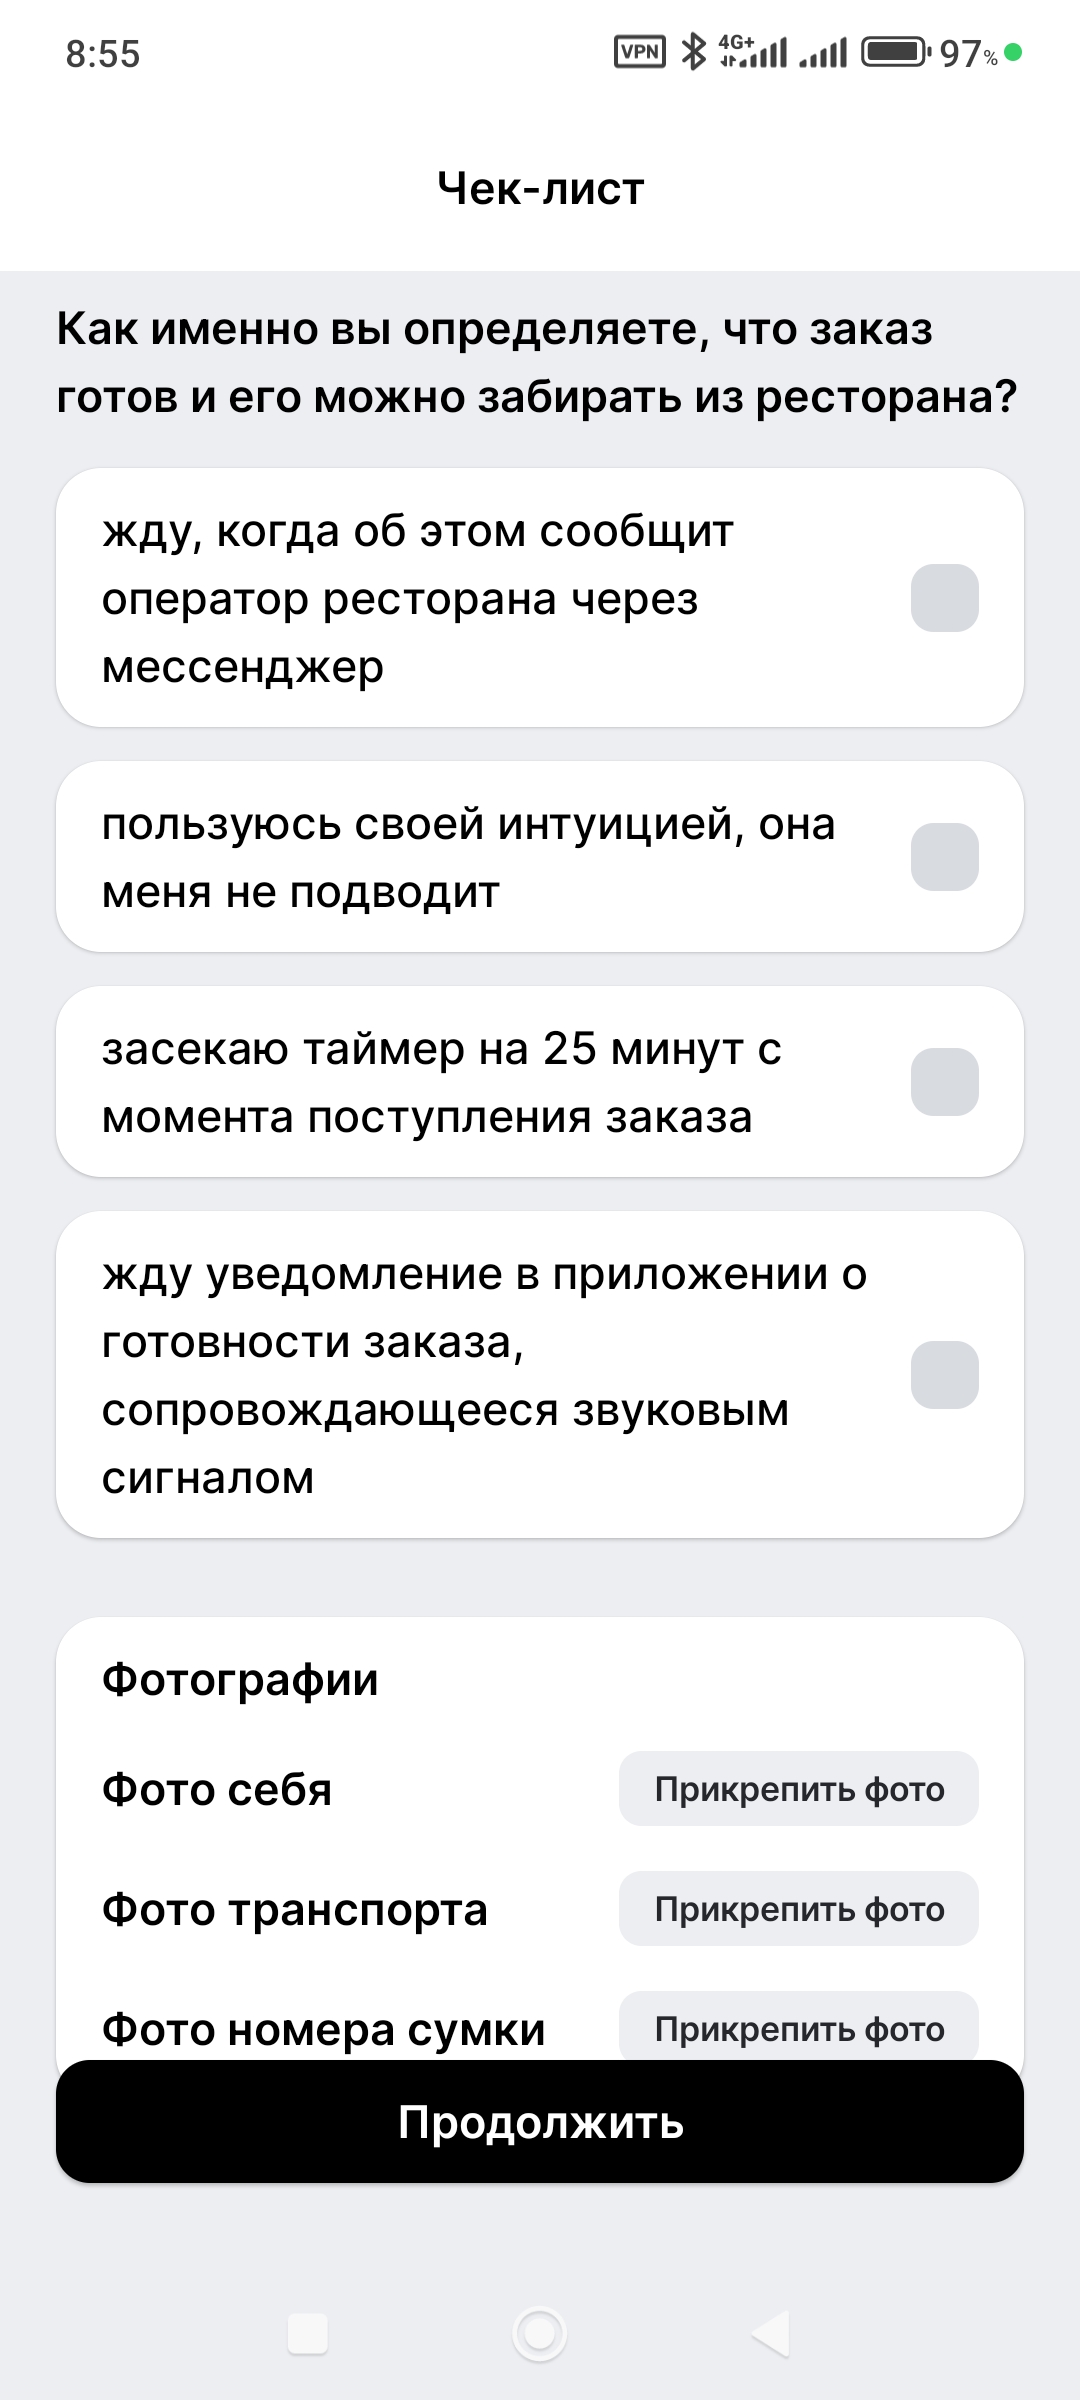 8:55
VPN
4G+
97%
Чек-лист
Как именно вы определяете, что заказ
готов и его можно забирать из ресторана?
жду, когда об этом сообщит
оператор ресторана через
мессенджер
пользуюсь своей интуицией, она
меня не подводит
засекаю таймер на 25 минут с
момента поступления заказа
жду уведомление в приложении о
готовности заказа,
сопровождающееся звуковым
сигналом
Фотографии
Фото себя
Прикрепить фото
Фото транспорта
Прикрепить фото
Фото номера сумки
Прикрепить фото
Продолжить